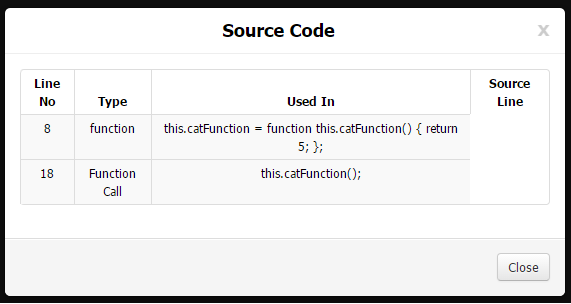 Source Code
x
Line No
Type
Used In
Source Line
8
function
this.catFunction = function this.catFunction() { return
5; };
18
Function
Call
this.catFunction();
Close